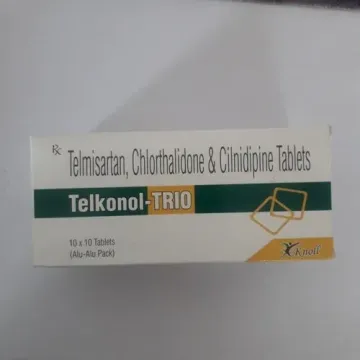 Rx
Telmisartan, Chlorthalidone & Cilnidipine Tablets
Telkonol-TRIO
10 x 10 Tablets
(Alu-Alu Pack)
Knoll